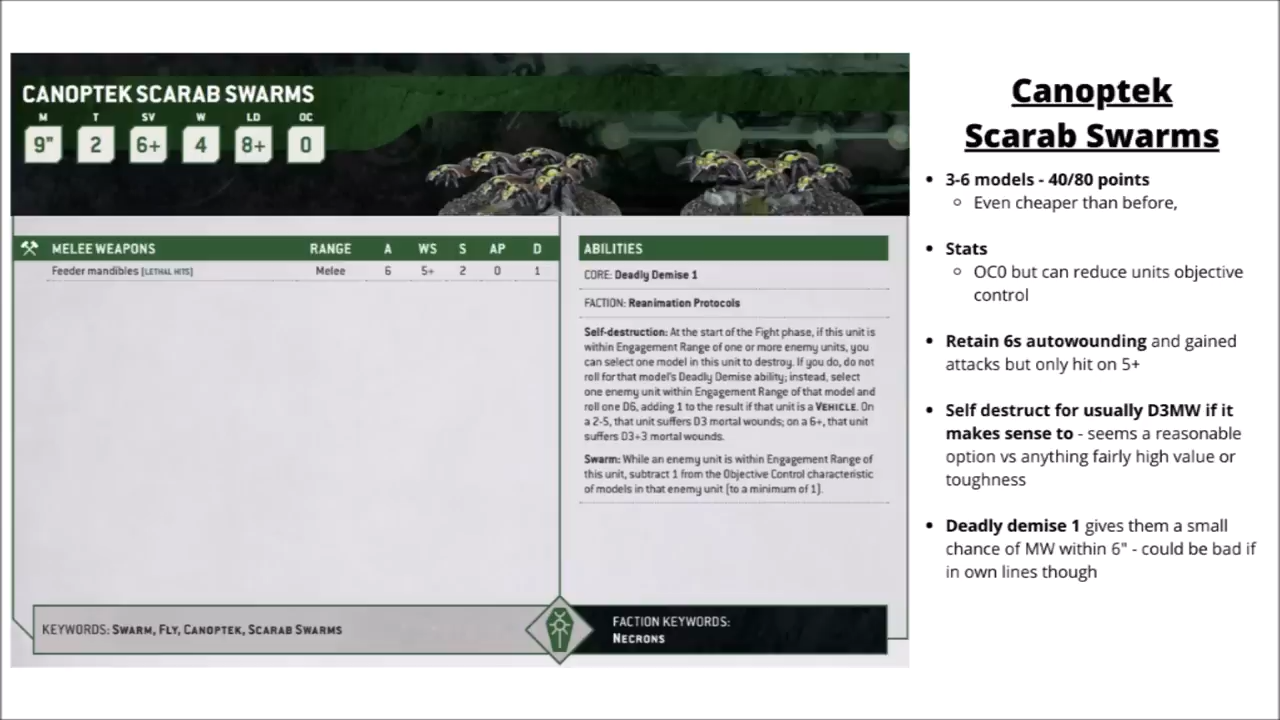 CANOPTEK SCARAB SWARMS
M T SV W LD OC
9" 2 6+ 4 8+ 0
MELEE WEAPONS RANGE A WS S AP D
Feeder mandibles [LETHAL HITS] Melee 6 5+ 2 0 1
ABILITIES
CORE: Deadly Demise 1
FACTION: Reanimation Protocols
Self-destruction: At the start of the Fight phase, if this unit is
within Engagement Range of one or more enemy units, you
can select one model in this unit to destroy. If you do, do not
roll for that model's Deadly Demise ability; instead, select
one enemy unit within Engagement Range of that model and
roll one D6, adding 1 to the result if that unit is a VEHICLE. On
a 2-5, that unit suffers D3 mortal wounds; on a 6+, that unit
suffers D3+3 mortal wounds.
Swarm: While an enemy unit is within Engagement Range of
this unit, subtract 1 from the Objective Control characteristic
of models in that enemy unit (to a minimum of 1).
KEYWORDS: SWARM, FLY, CANOPTEK, SCARAB SWARMS
FACTION KEYWORDS:
NECRONS
Canoptek
Scarab Swarms
• 3-6 models - 40/80 points
◦ Even cheaper than before,
• Stats
◦ OC0 but can reduce units objective
control
• Retain 6s autowounding and gained
attacks but only hit on 5+
• Self destruct for usually D3MW if it
makes sense to - seems a reasonable
option vs anything fairly high value or
toughness
• Deadly demise 1 gives them a small
chance of MW within 6" - could be bad if
in own lines though